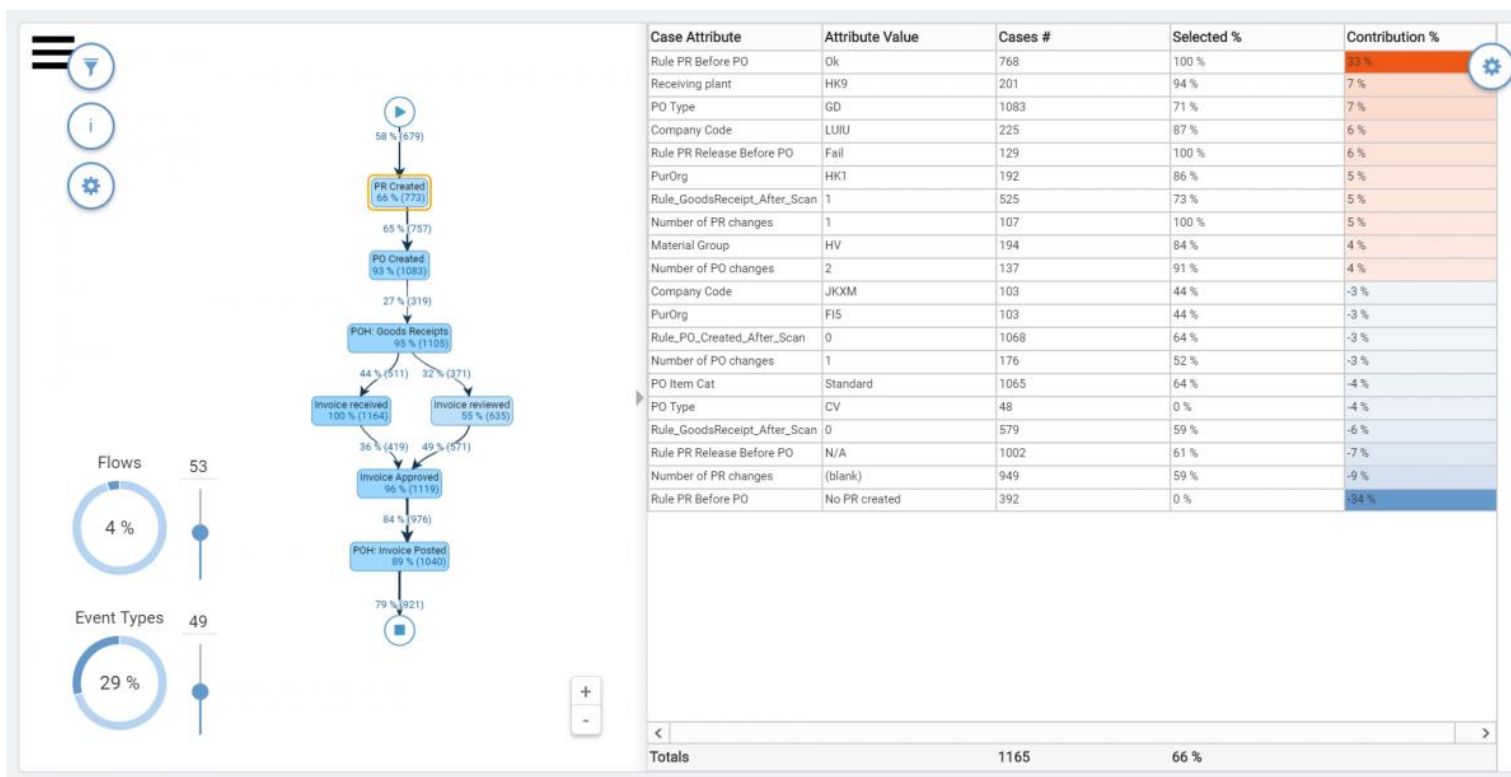 i
58 % (679)
PR Created
66 % (773)
65 % (757)
PO Created
93 % (1083)
27 % (319)
POH: Goods Receipts
95 % (1105)
44 % (511) 32 % (371)
Invoice received
100 % (1164)
Invoice reviewed
55 % (635)
36 % (419) 49 % (571)
Invoice Approved
96 % (1119)
84 % (976)
POH: Invoice Posted
89 % (1040)
79 % (921)
Flows 53
4 %
Event Types 49
29 %
+
-
Case Attribute Attribute Value Cases # Selected % Contribution %
Rule PR Before PO Ok 768 100 % 33 %
Receiving plant HK9 201 94 % 7 %
PO Type GD 1083 71 % 7 %
Company Code LUIU 225 87 % 6 %
Rule PR Release Before PO Fail 129 100 % 6 %
PurOrg HK1 192 86 % 5 %
Rule_GoodsReceipt_After_Scan 1 525 73 % 5 %
Number of PR changes 1 107 100 % 5 %
Material Group HV 194 84 % 4 %
Number of PO changes 2 137 91 % 4 %
Company Code JKXM 103 44 % -3 %
PurOrg FI5 103 44 % -3 %
Rule_PO_Created_After_Scan 0 1068 64 % -3 %
Number of PO changes 1 176 52 % -3 %
PO Item Cat Standard 1065 64 % -4 %
PO Type CV 48 0 % -4 %
Rule_GoodsReceipt_After_Scan 0 579 59 % -6 %
Rule PR Release Before PO N/A 1002 61 % -7 %
Number of PR changes (blank) 949 59 % -9 %
Rule PR Before PO No PR created 392 0 % -34 %
Totals 1165 66 %